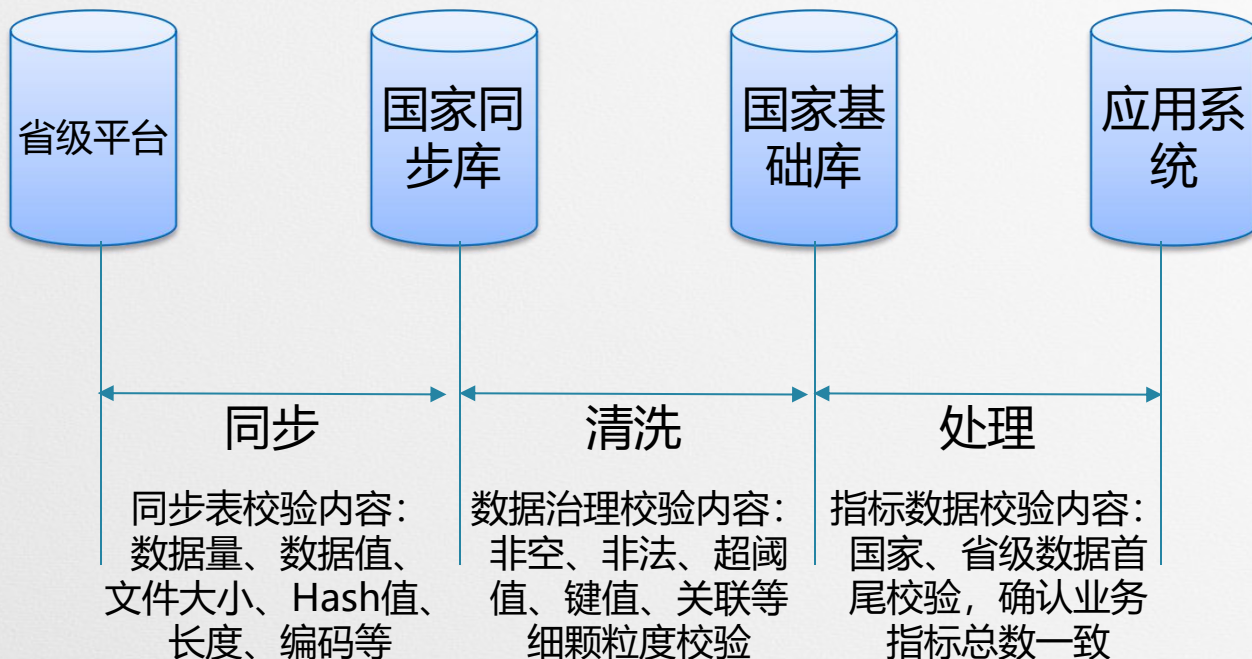 省级平台
国家同
步库
国家基
础库
应用系
统
同步
清洗
处理
同步表校验内容：
数据量、数据值、
文件大小、Hash值、
长度、编码等
数据治理校验内容：
非空、非法、超阈
值、键值、关联等
细颗粒度校验
指标数据校验内容：
国家、省级数据首
尾校验，确认业务
指标总数一致